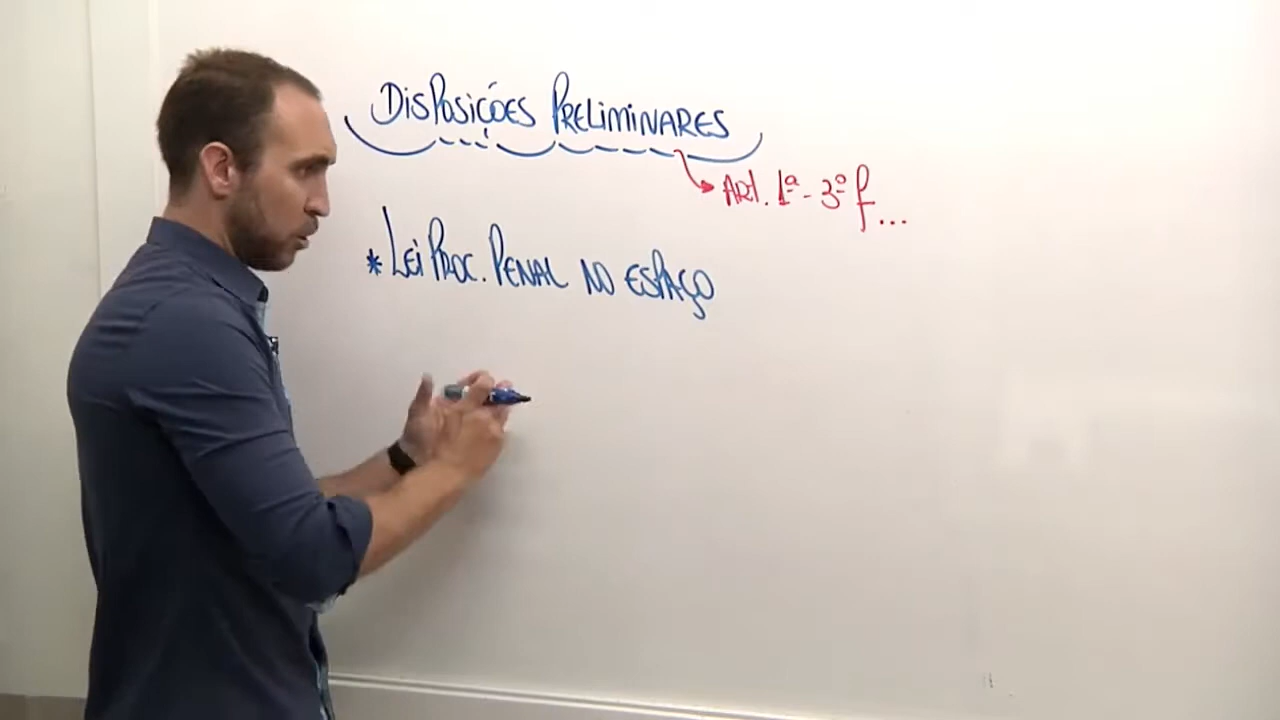 DISPOSIÇÕES PRELIMINARES
ART. 1º - 3º f...
* LEI PROC. PENAL NO ESPAÇO